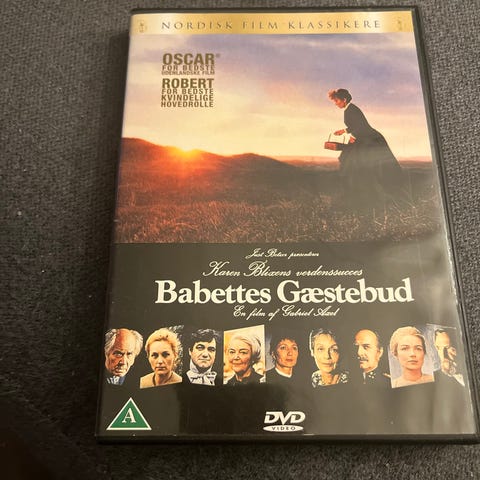 NORDISK FILM KLASSIKERE
OSCAR®
FOR BEDSTE
UDENLANDSKE FILM
ROBERT
FOR BEDSTE
KVINDELIGE
HOVEDROLLE
Just Betzer præsenterer
Karen Blixens verdenssucces
Babettes Gæstebud
En film af Gabriel Axel
A
DVD
VIDEO